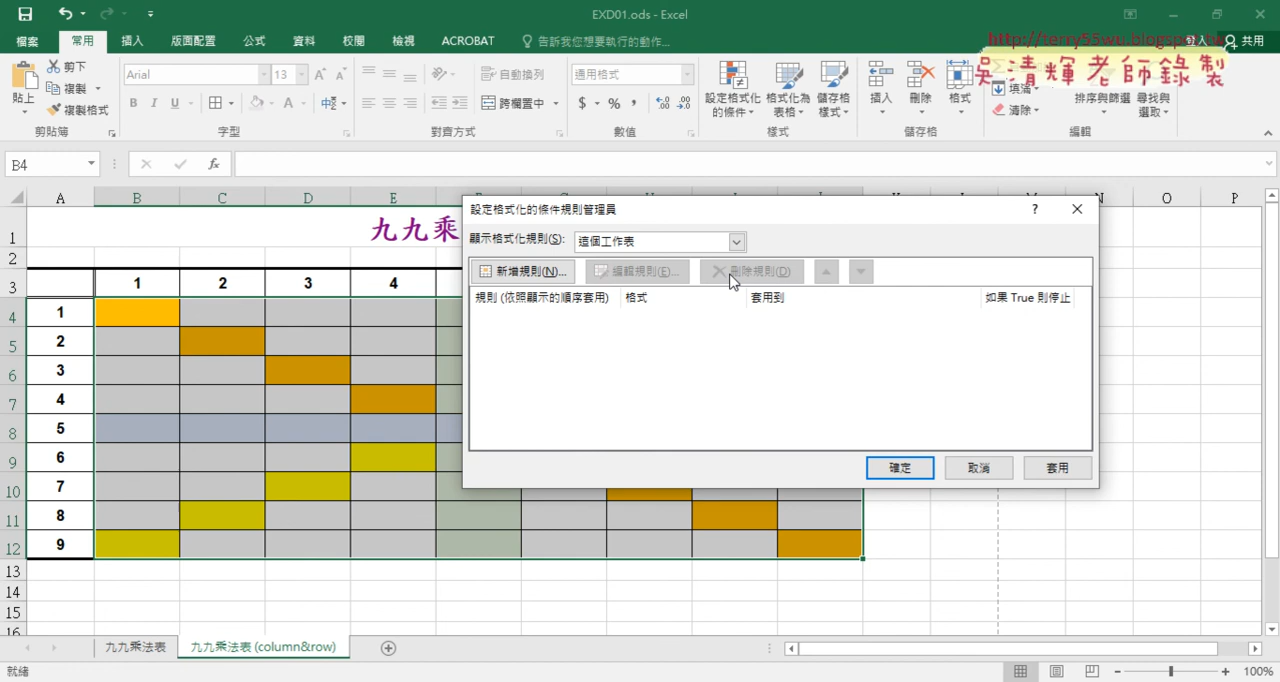 EXD01.ods - Excel
檔案 常用 插入 版面配置 公式 資料 校閱 檢視 ACROBAT 告訴我您想要執行的動作... 登入 共用
http://terry55wu.blogspot.tw
吳清輝老師錄製
貼上 剪下 複製 複製格式 剪貼簿
Arial 13 A A B I U A 中 字型
自動換列 跨欄置中 對齊方式
通用格式 $ % , 數值
設定格式化的條件 格式化為表格 儲存格樣式 樣式
插入 刪除 格式 儲存格
填滿 清除 排序與篩選 尋找與選取 編輯
B4 fx
A B C D E N O P
1 九九乘
2
3 1 2 3 4
4 1
5 2
6 3
7 4
8 5
9 6
10 7
11 8
12 9
13
14
15
16
設定格式化的條件規則管理員 ?
顯示格式化規則(S): 這個工作表
新增規則(N)... 編輯規則(E)... 刪除規則(D)
規則 (依照顯示的順序套用) 格式 套用到 如果 True 則停止
確定 取消 套用
九九乘法表 九九乘法表 (column&row)
就緒 100%